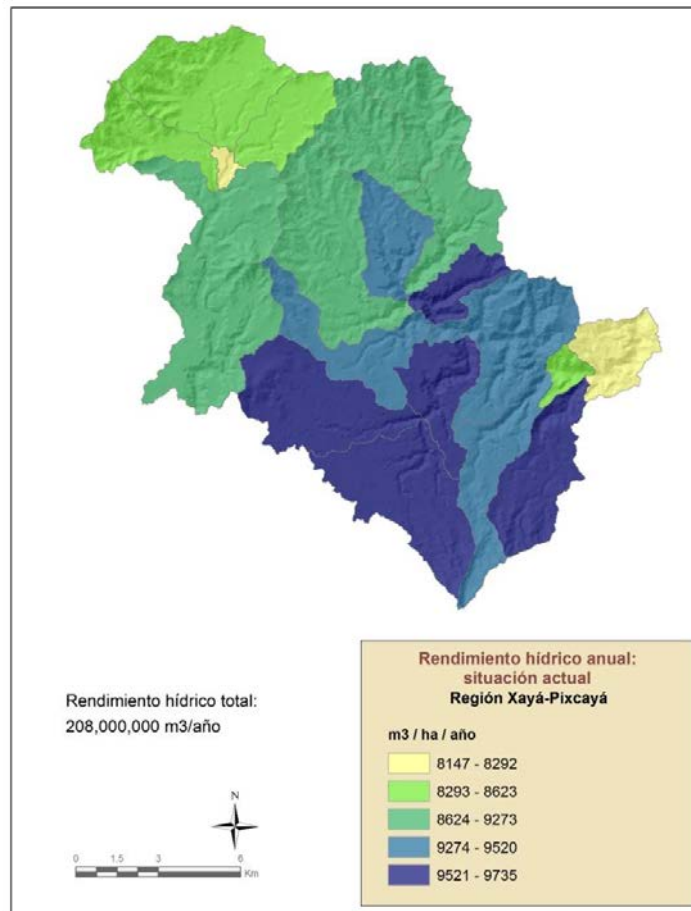 Rendimiento hídrico total:
208,000,000 m3/año
N
0 1.5 3 6
Km
Rendimiento hídrico anual:
situación actual
Región Xayá-Pixcayá
m3 / ha / año
8147 - 8292
8293 - 8623
8624 - 9273
9274 - 9520
9521 - 9735